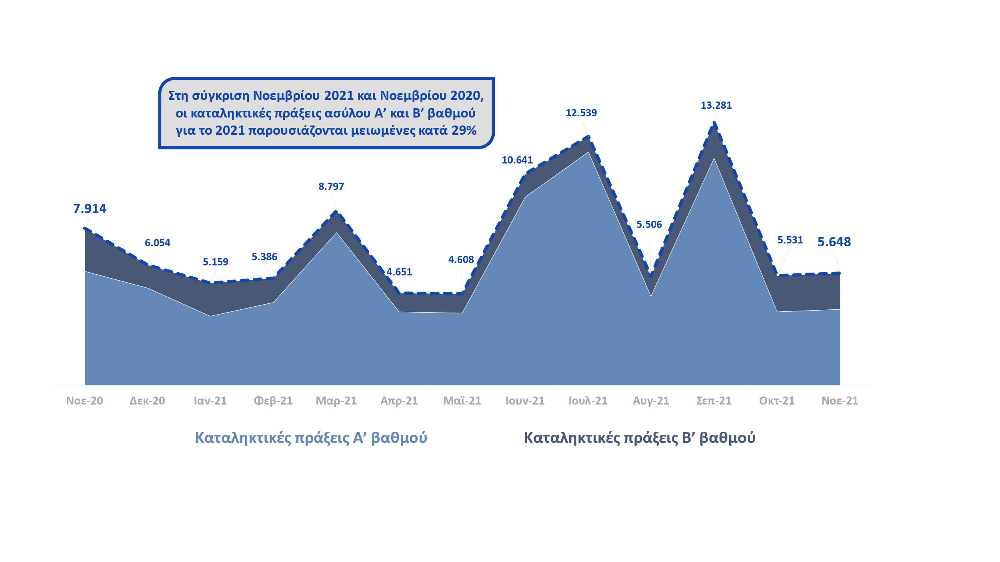 Στη σύγκριση Νοεμβρίου 2021 και Νοεμβρίου 2020,
οι καταληκτικές πράξεις ασύλου Α’ και Β’ βαθμού
για το 2021 παρουσιάζονται μειωμένες κατά 29%
7.914
6.054
5.159
5.386
8.797
4.651
4.608
10.641
12.539
5.506
13.281
5.531
5.648
Νοε-20
Δεκ-20
Ιαν-21
Φεβ-21
Μαρ-21
Απρ-21
Μαϊ-21
Ιουν-21
Ιουλ-21
Αυγ-21
Σεπ-21
Οκτ-21
Νοε-21
Καταληκτικές πράξεις Α’ βαθμού
Καταληκτικές πράξεις Β’ βαθμού